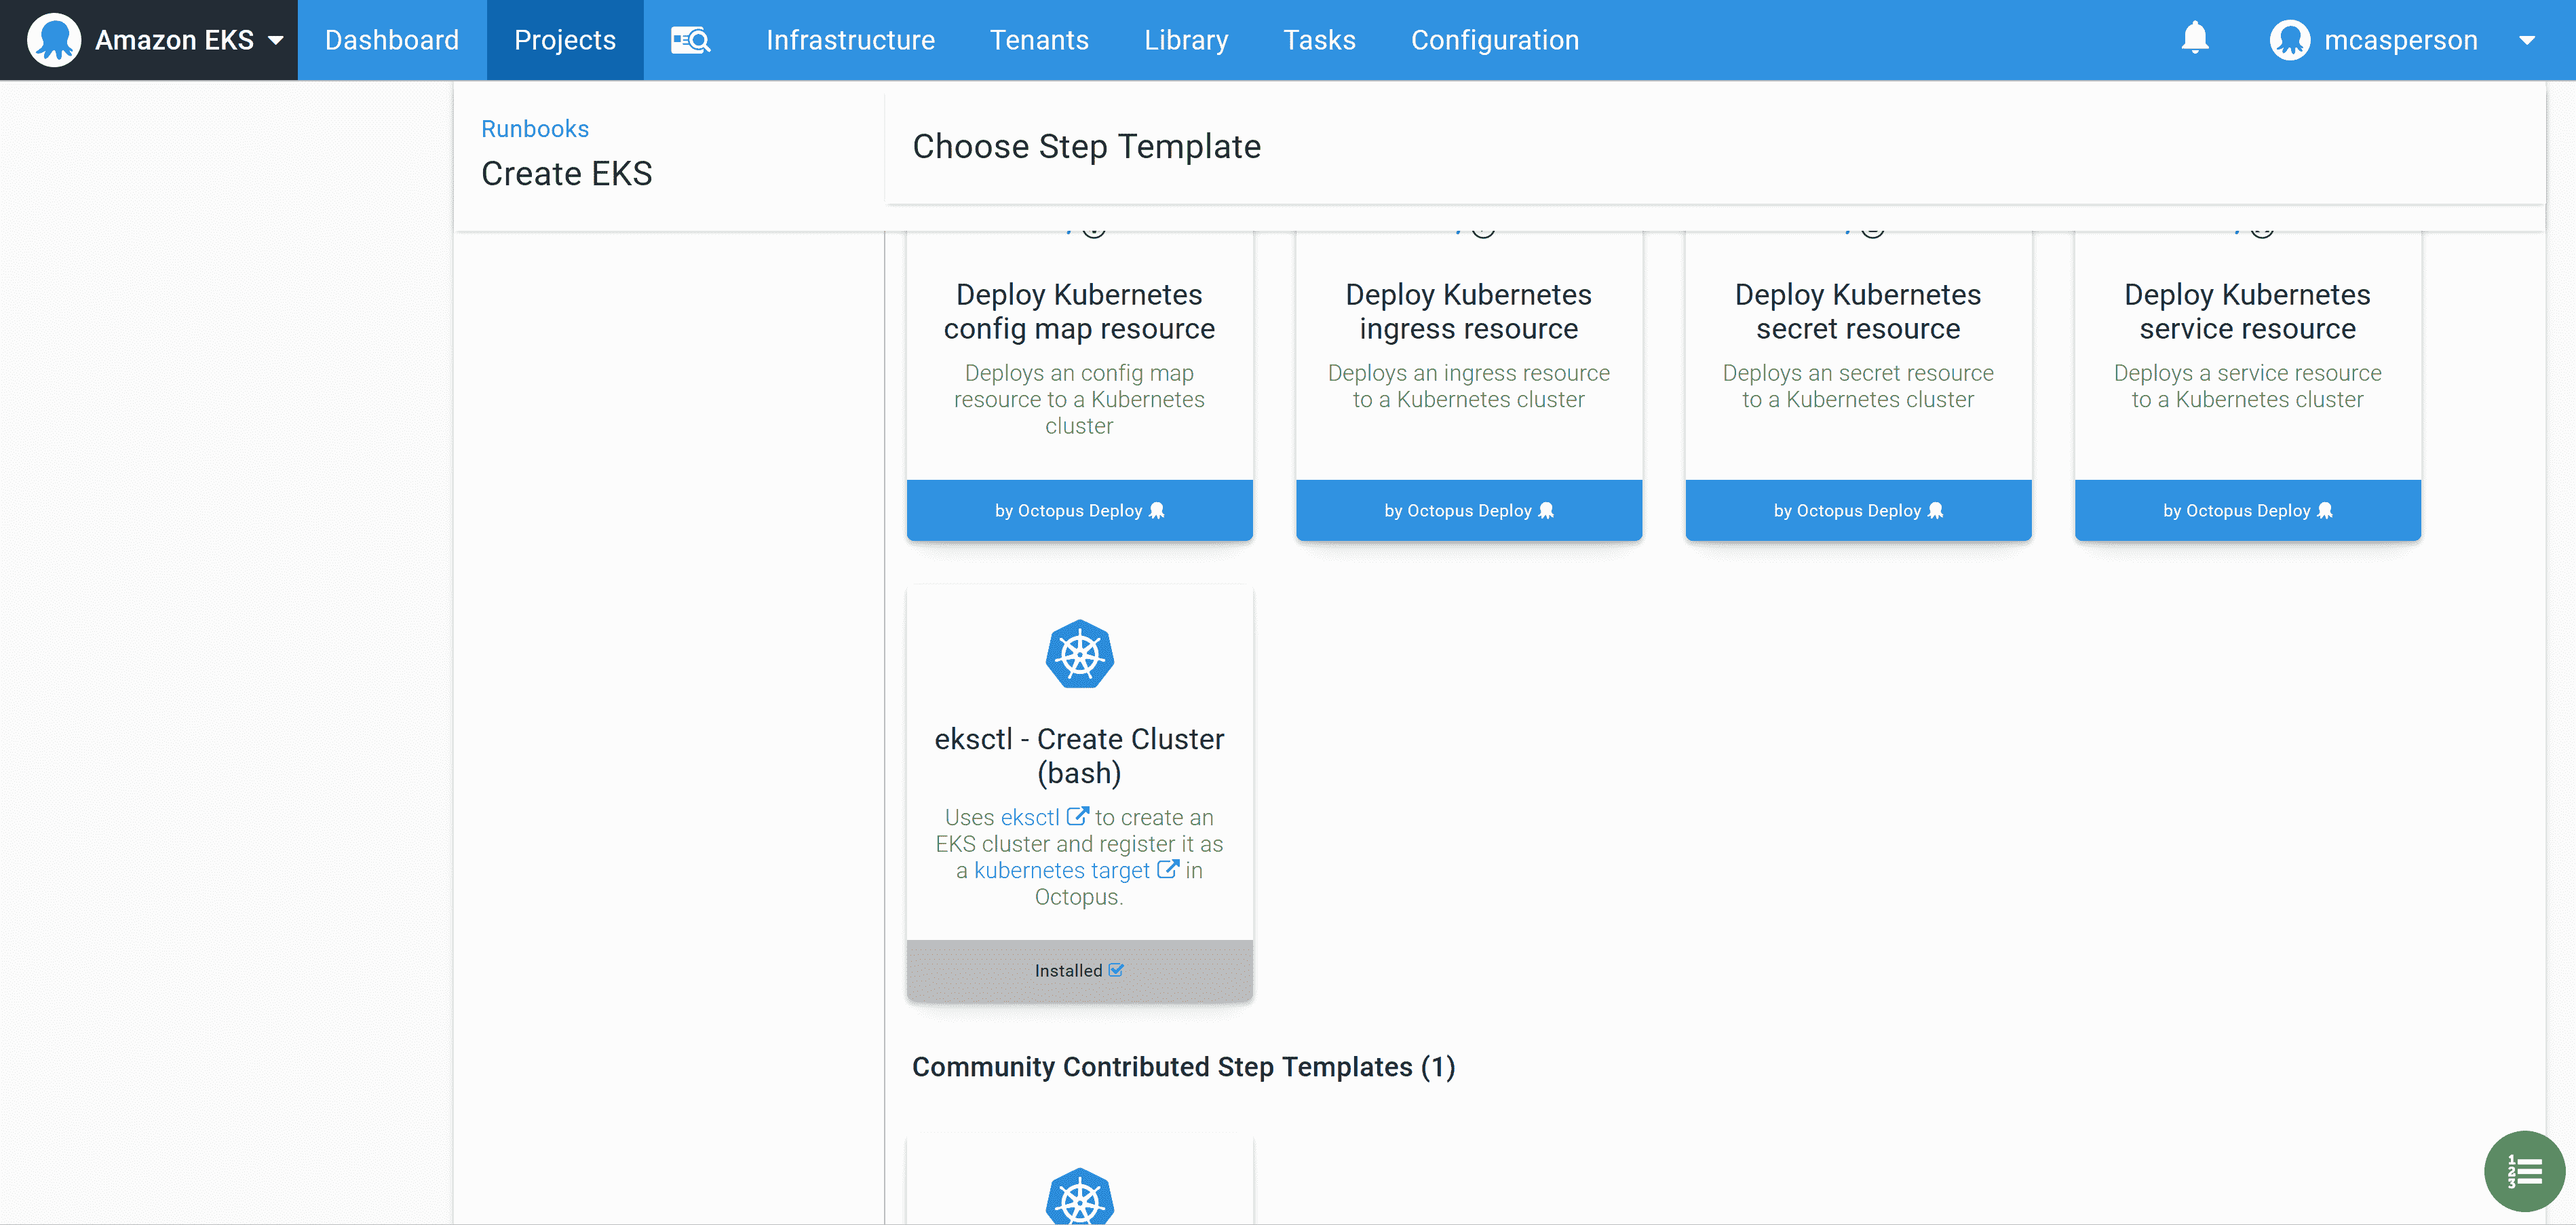 Amazon EKS
Dashboard
Projects
Infrastructure
Tenants
Library
Tasks
Configuration
mcasperson
Runbooks
Create EKS
Choose Step Template
Deploy Kubernetes
config map resource
Deploys an config map
resource to a Kubernetes
cluster
by Octopus Deploy
Deploy Kubernetes
ingress resource
Deploys an ingress resource
to a Kubernetes cluster
by Octopus Deploy
Deploy Kubernetes
secret resource
Deploys an secret resource
to a Kubernetes cluster
by Octopus Deploy
Deploy Kubernetes
service resource
Deploys a service resource
to a Kubernetes cluster
by Octopus Deploy
eksctl - Create Cluster
(bash)
Uses eksctl to create an
EKS cluster and register it as
a kubernetes target in
Octopus.
Installed
Community Contributed Step Templates (1)
1
2
3